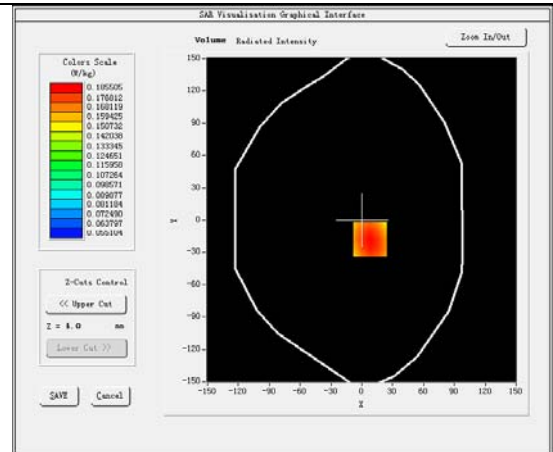 SAR Visualisation Graphical Interface
Volume Radiated Intensity
Zoom In/Out
Colors Scale
(W/kg)
0.185505
0.176812
0.168119
0.159425
0.150732
0.142038
0.133345
0.124651
0.115958
0.107264
0.098571
0.089877
0.081184
0.072490
0.063797
0.055104
150
120
90
60
30
0
-30
-60
-90
-120
-150
Y
-150 -120 -90 -60 -30 0 30 60 90 120 150
X
Z-Cuts Control
<< Upper Cut
Z = 4.0 mm
Lower Cut >>
SAVE
Cancel